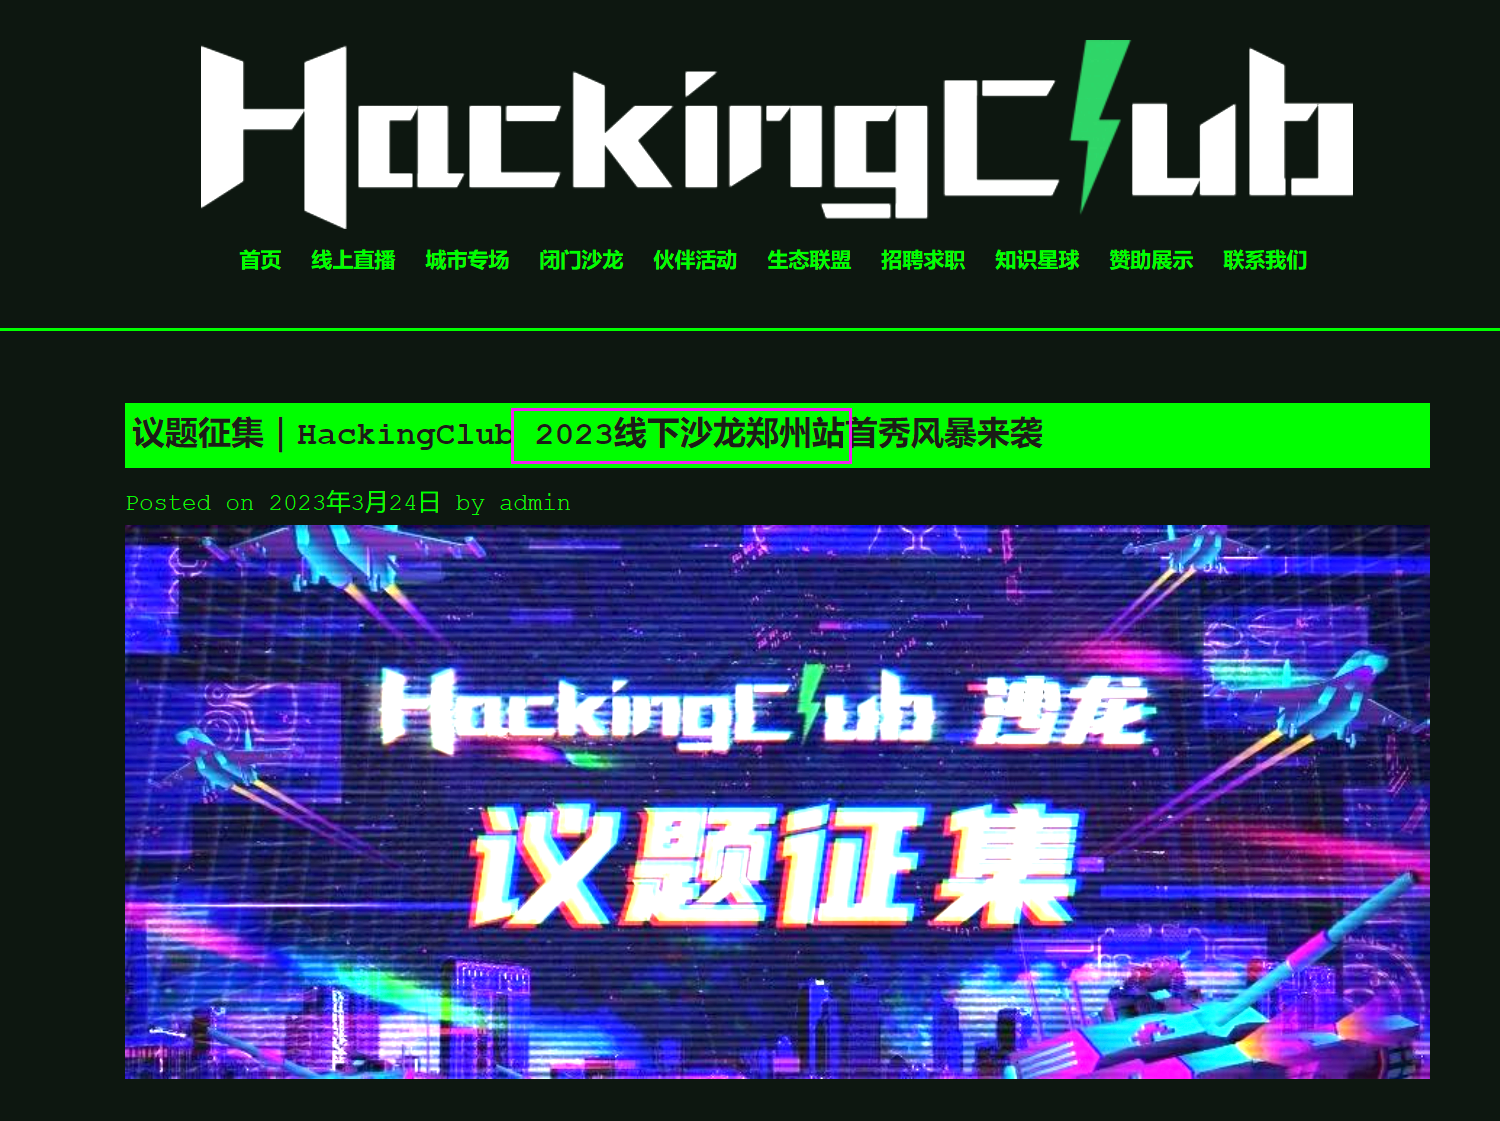 HackingClub
首页 线上直播 城市专场 闭门沙龙 伙伴活动 生态联盟 招聘求职 知识星球 赞助展示 联系我们
议题征集｜HackingClub 2023线下沙龙郑州站首秀风暴来袭
Posted on 2023年3月24日 by admin
HackingClub 沙龙
议题征集